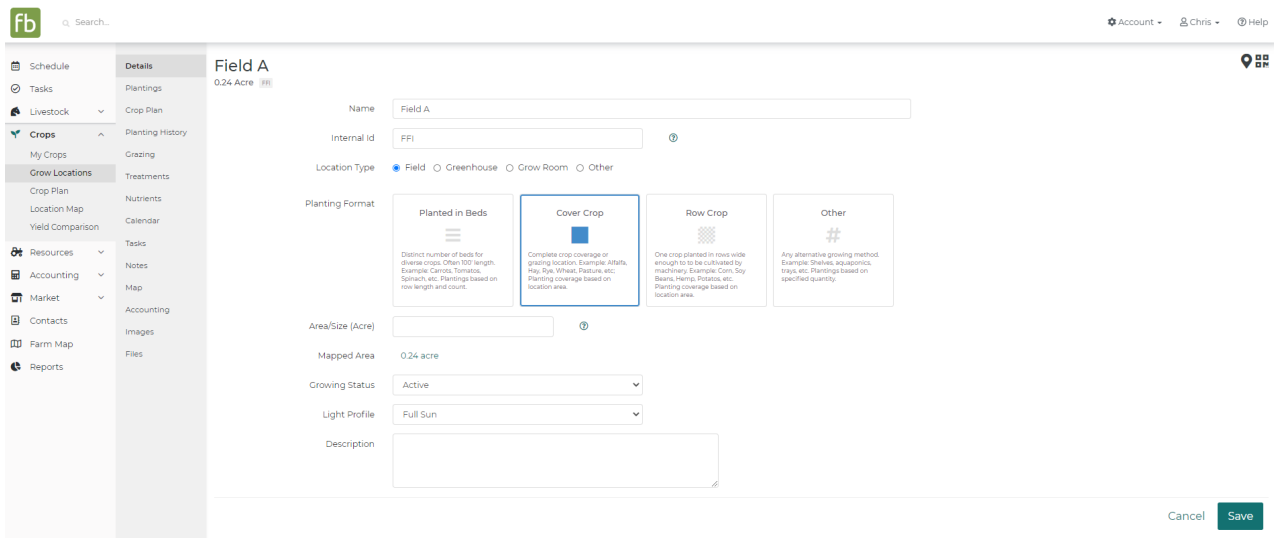 fb
Search...
Account
Chris
Help
Schedule
Tasks
Livestock
Crops
My Crops
Grow Locations
Crop Plan
Location Map
Yield Comparison
Resources
Accounting
Market
Contacts
Farm Map
Reports
Details
Plantings
Crop Plan
Planting History
Grazing
Treatments
Nutrients
Calendar
Tasks
Notes
Map
Accounting
Images
Files
Field A
0.24 Acre FFI
Name Field A
Internal Id FFI
Location Type Field Greenhouse Grow Room Other
Planting Format
Planted in Beds
Distinct number of beds for
diverse crops. Often 100' length.
Example: Carrots, Tomatos,
Spinach, etc. Plantings based on
row length and count.
Cover Crop
Complete crop coverage or
grazing location. Example: Alfalfa,
Hay, Rye, Wheat, Pasture, etc:
Planting coverage based on
location area.
Row Crop
One crop planted in rows wide
enough to to be cultivated by
machinery. Example: Corn, Soy
Beans, Hemp, Potatos, etc.
Planting coverage based on
location area.
Other
#
Any alternative growing method.
Example: Shelves, aquaponics,
trays, etc. Plantings based on
specified quantity.
Area/Size (Acre)
Mapped Area 0.24 acre
Growing Status Active
Light Profile Full Sun
Description
Cancel Save